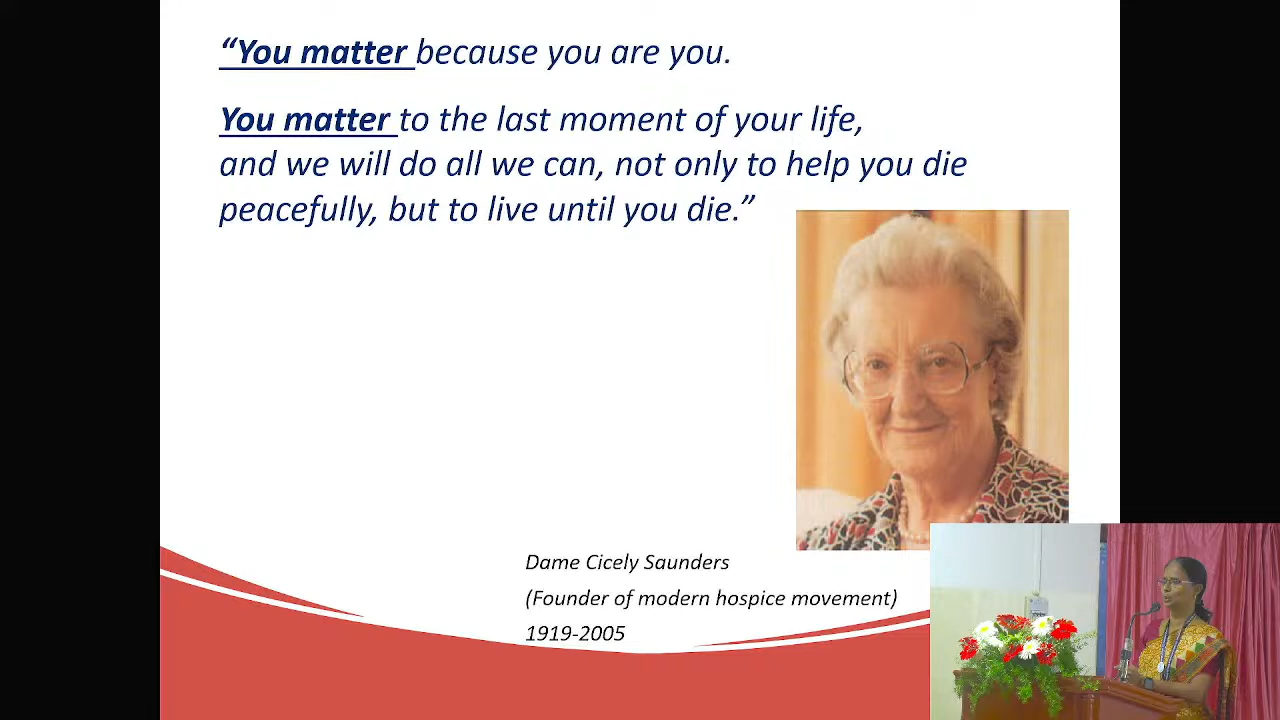 “You matter because you are you.
You matter to the last moment of your life,
and we will do all we can, not only to help you die
peacefully, but to live until you die.”
Dame Cicely Saunders
(Founder of modern hospice movement)
1919-2005